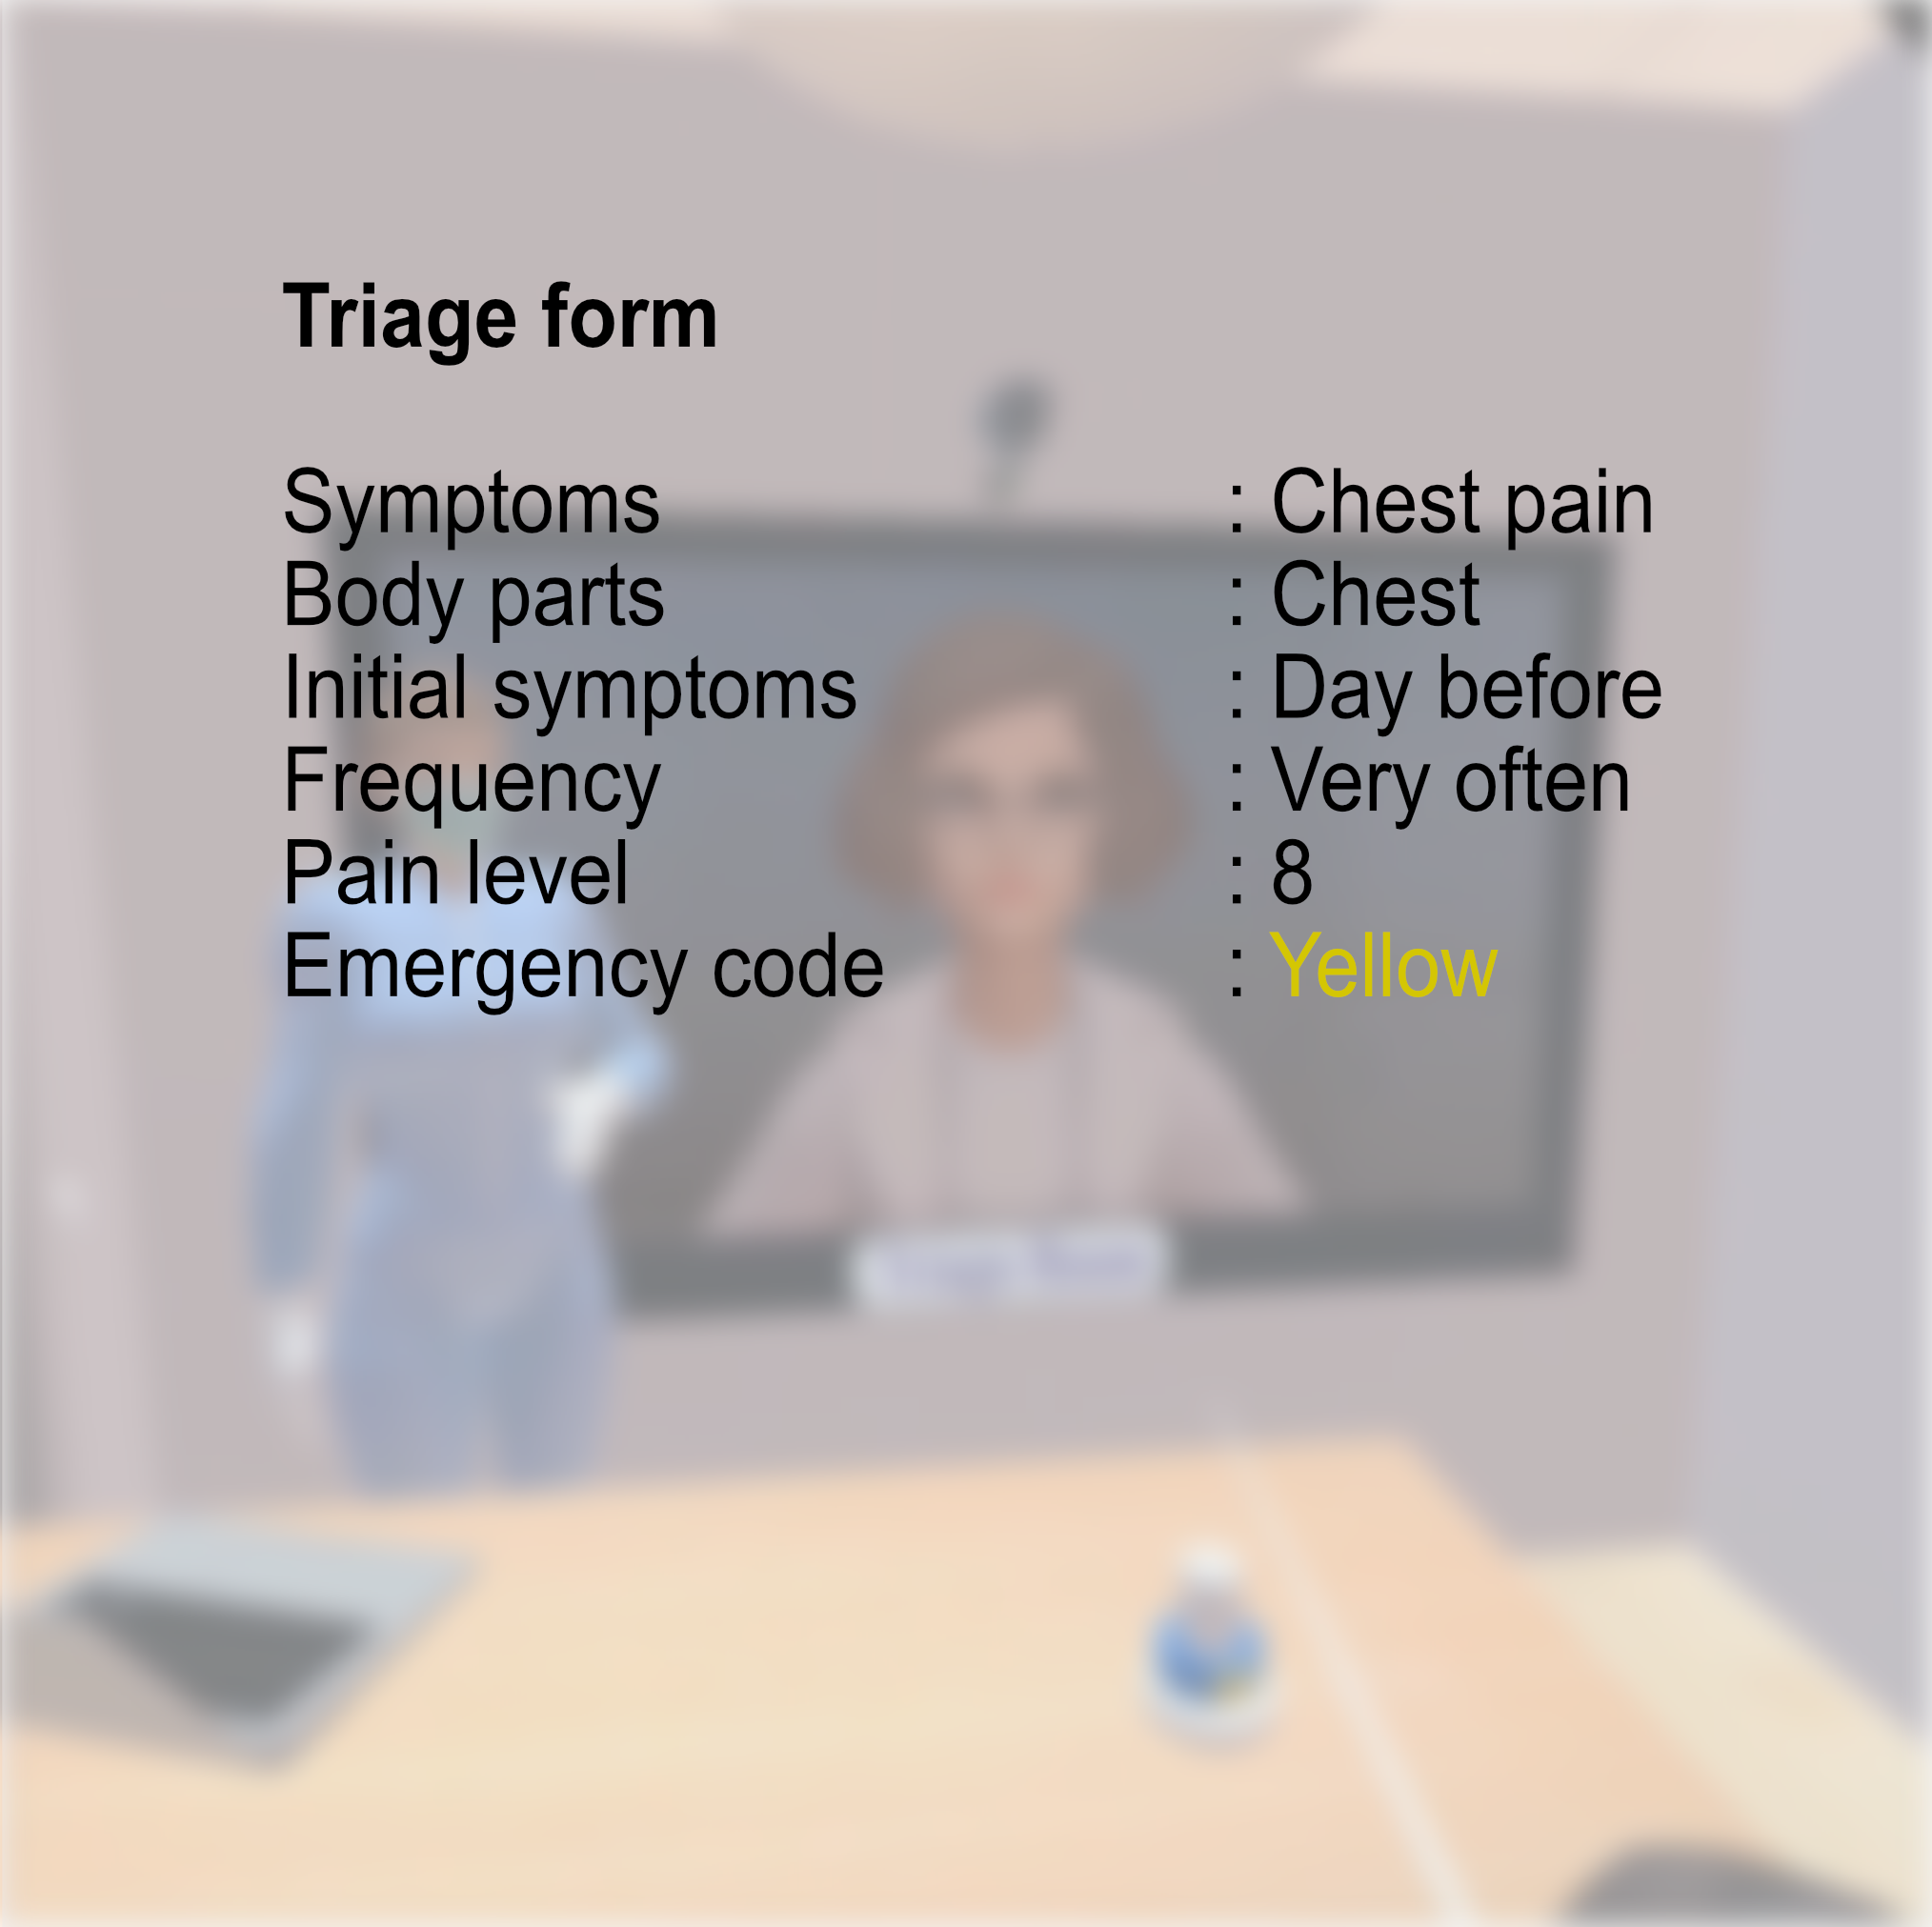 Triage form
Symptoms : Chest pain
Body parts : Chest
Initial symptoms : Day before
Frequency : Very often
Pain level : 8
Emergency code : Yellow